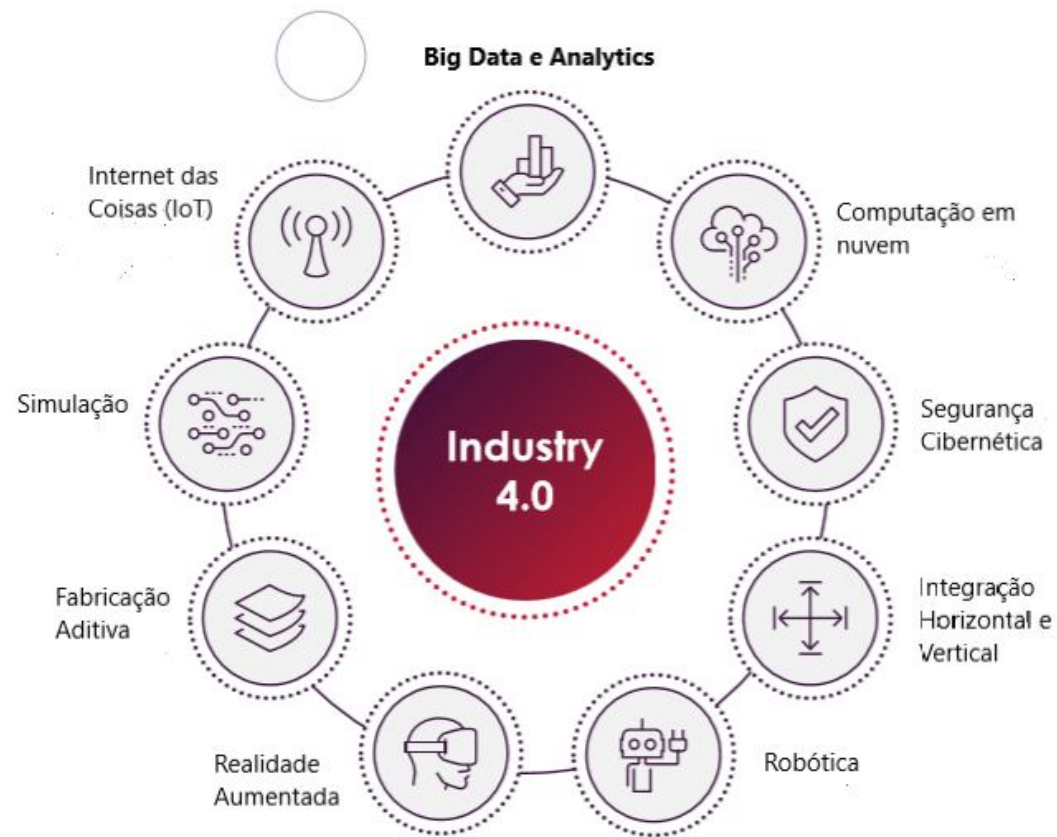 Big Data e Analytics
Internet das
Coisas (IoT)
Computação em
nuvem
Simulação
Segurança
Cibernética
Industry
4.0
Fabricação
Aditiva
Integração
Horizontal e
Vertical
Realidade
Aumentada
Robótica